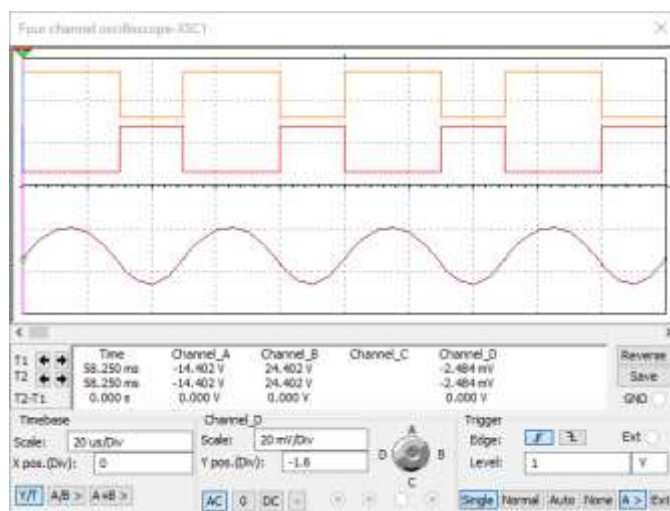 Four channel oscilloscope-XSC1
Time Channel_A Channel_B Channel_C Channel_D
T1 58.250 ms -14.402 V 24.402 V -2.484 mV
T2 58.250 ms -14.402 V 24.402 V -2.484 mV
T2-T1 0.000 s 0.000 V 0.000 V 0.000 V
Reverse
Save
GND
Timebase
Scale: 20 us/Div
X pos.(Div): 0
Y/T A/B > A+B >
Channel_D
Scale: 20 mV/Div
Y pos.(Div): -1.6
AC 0 DC -
A
B
C
D
Trigger
Edge: Ext
Level: 1 V
Single Normal Auto None A > Ext